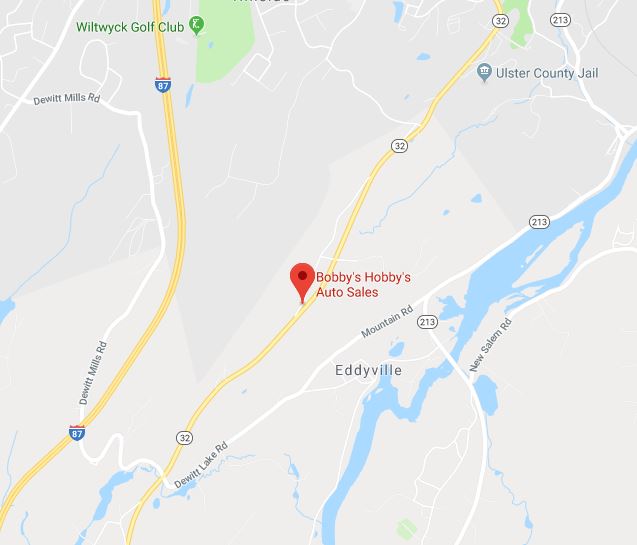 Wiltwyck Golf Club
32
213
Ulster County Jail
87
Dewitt Mills Rd
32
213
Bobby's Hobby's
Auto Sales
Mountain Rd
213
New Salem Rd
Eddyville
Dewitt Mills Rd
87
32
Dewitt Lake Rd